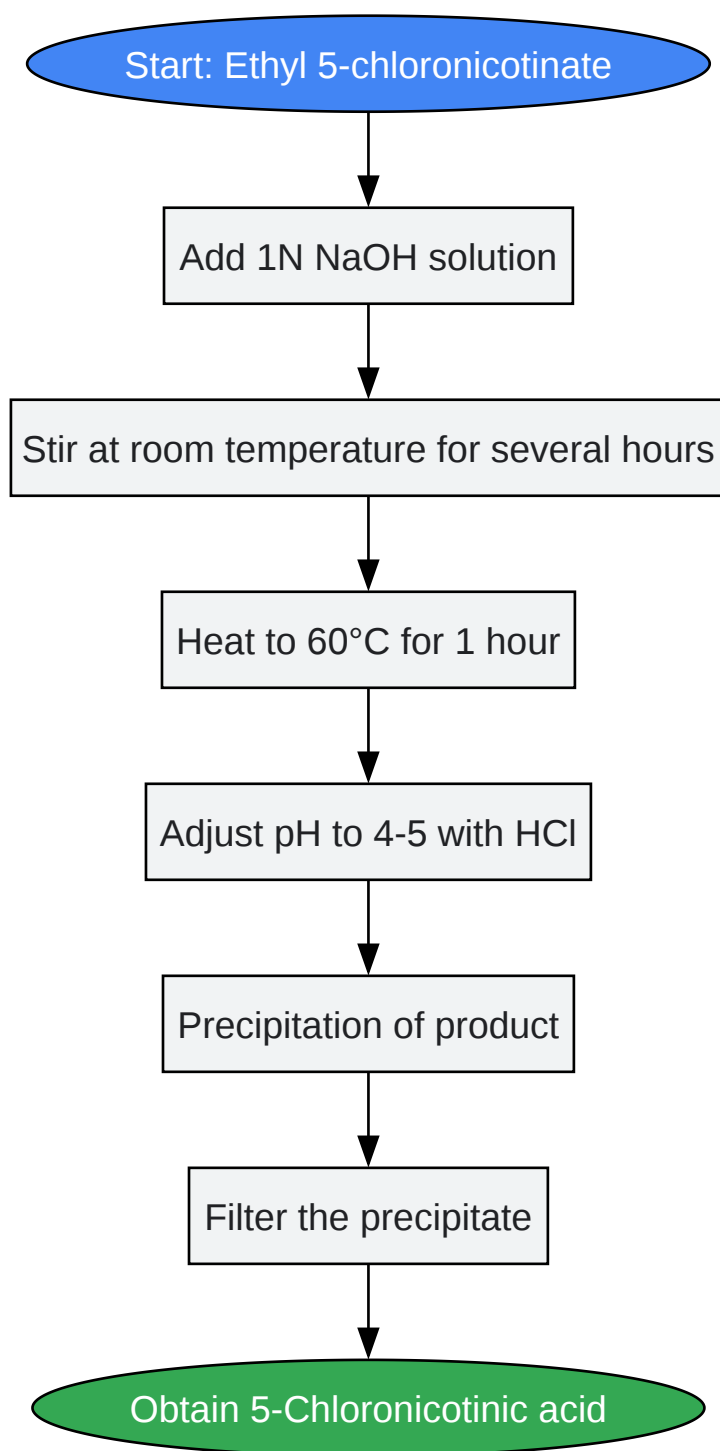 Start: Ethyl 5-chloronicotinate
Add 1N NaOH solution
Stir at room temperature for several hours
Heat to 60°C for 1 hour
Adjust pH to 4-5 with HCl
Precipitation of product
Filter the precipitate
Obtain 5-Chloronicotinic acid